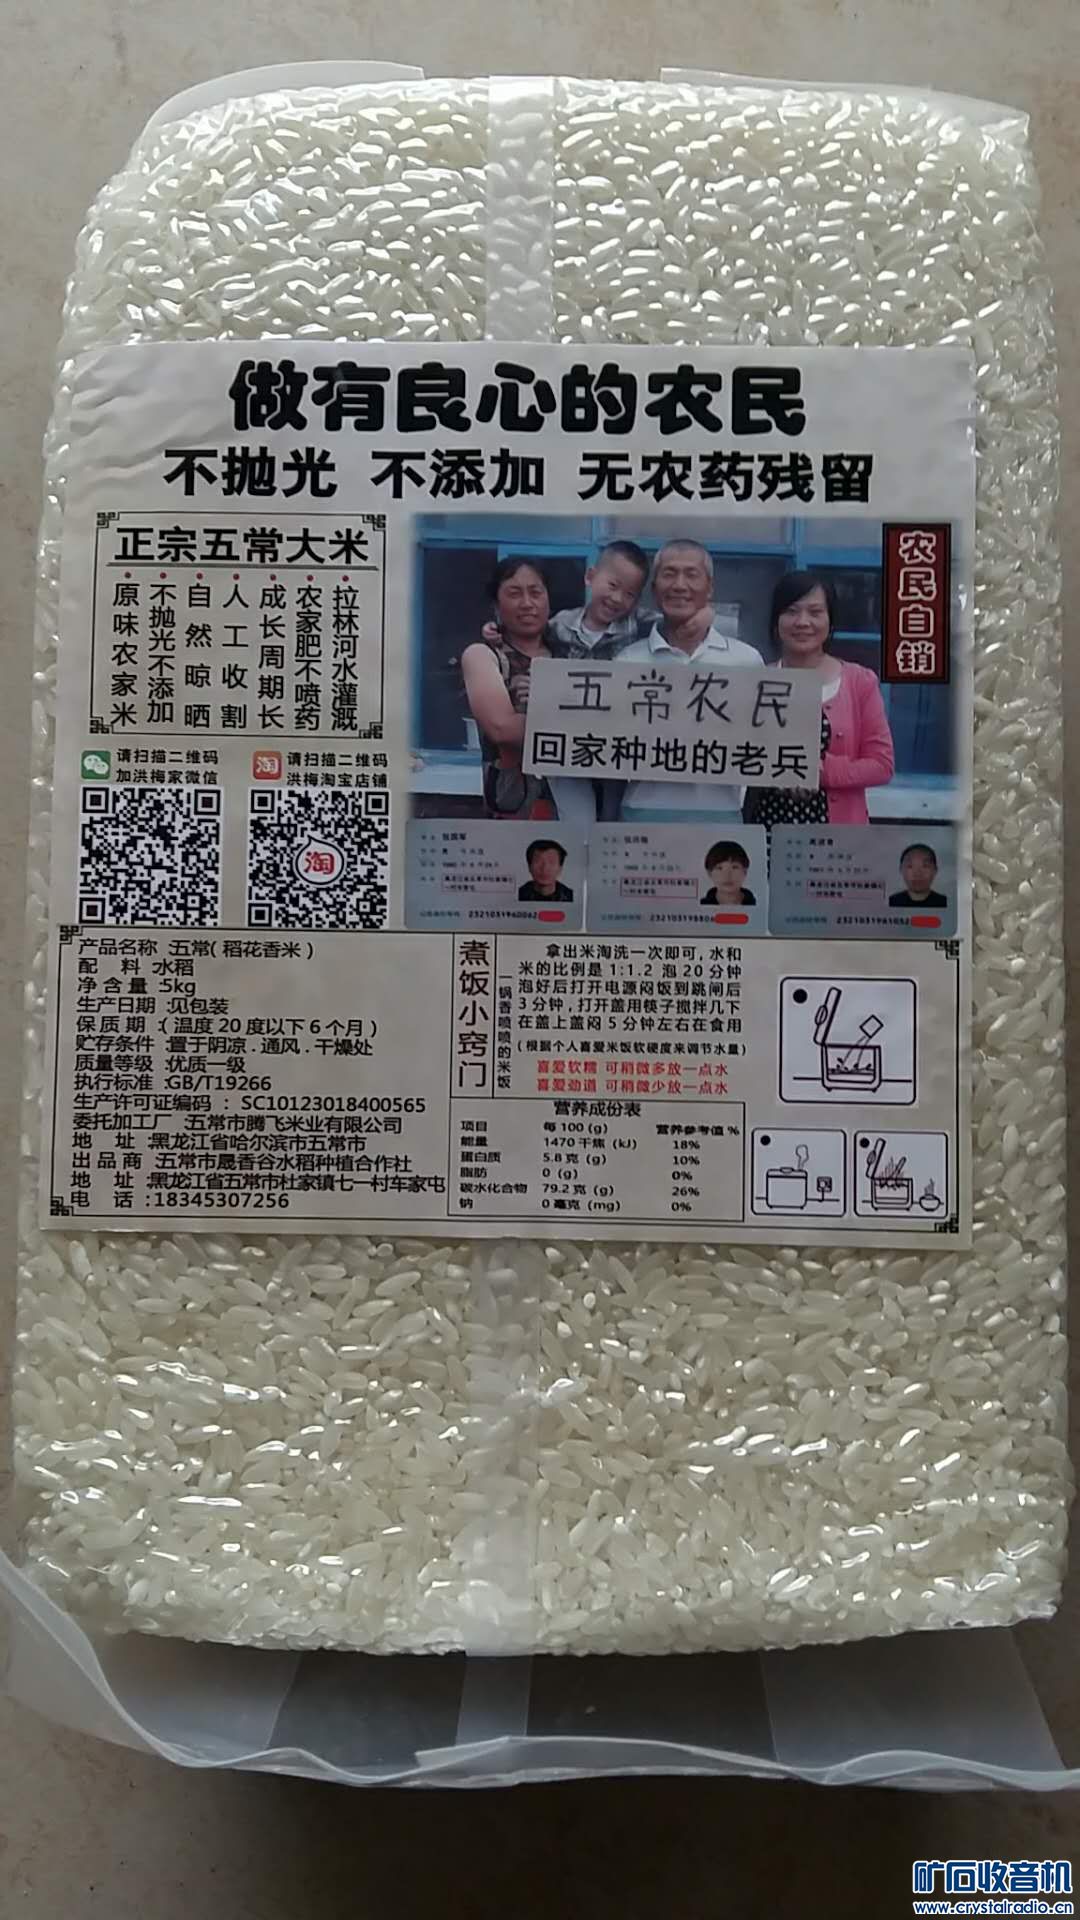 做有良心的农民
不抛光 不添加 无农药残留
正宗五常大米
拉林河水灌溉
农家肥不喷药
成长周期长
人工收割
自然晾晒
不抛光不添加
原味农家米
农民自销
五常农民
回家种地的老兵
请扫描二维码
加洪梅家微信
淘
请扫描二维码
洪梅淘宝店铺
淘
产品名称:五常(稻花香米)
配 料:水稻
净含量:5kg
生产日期:见包装
保质期:(温度20度以下6个月)
贮存条件:置于阴凉.通风.干燥处
质量等级:优质一级
执行标准:GB/T19266
生产许可证编码:SC10123018400565
委托加工厂:五常市腾飞米业有限公司
地 址:黑龙江省哈尔滨市五常市
出品商:五常市晟香谷水稻种植合作社
地 址:黑龙江省五常市杜家镇七一村车家屯
电 话:18345307256
煮饭小窍门
一锅香喷喷的米饭
拿出米淘洗一次即可,水和
米的比例是1:1.2 泡20分钟
泡好后打开电源闷饭到跳闸后
3分钟,打开盖用筷子搅拌几下
在盖上盖闷5分钟左右在食用
(根据个人喜爱米饭软硬度来调节水量)
喜爱软糯 可稍微多放一点水
喜爱劲道 可稍微少放一点水
营养成份表
项目 每100(g) 营养参考值%
能量 1470千焦(kJ) 18%
蛋白质 5.8克(g) 10%
脂肪 0(g) 0%
碳水化合物 79.2克(g) 26%
钠 0毫克(mg) 0%
矿石收音机
www.crystalradio.cn